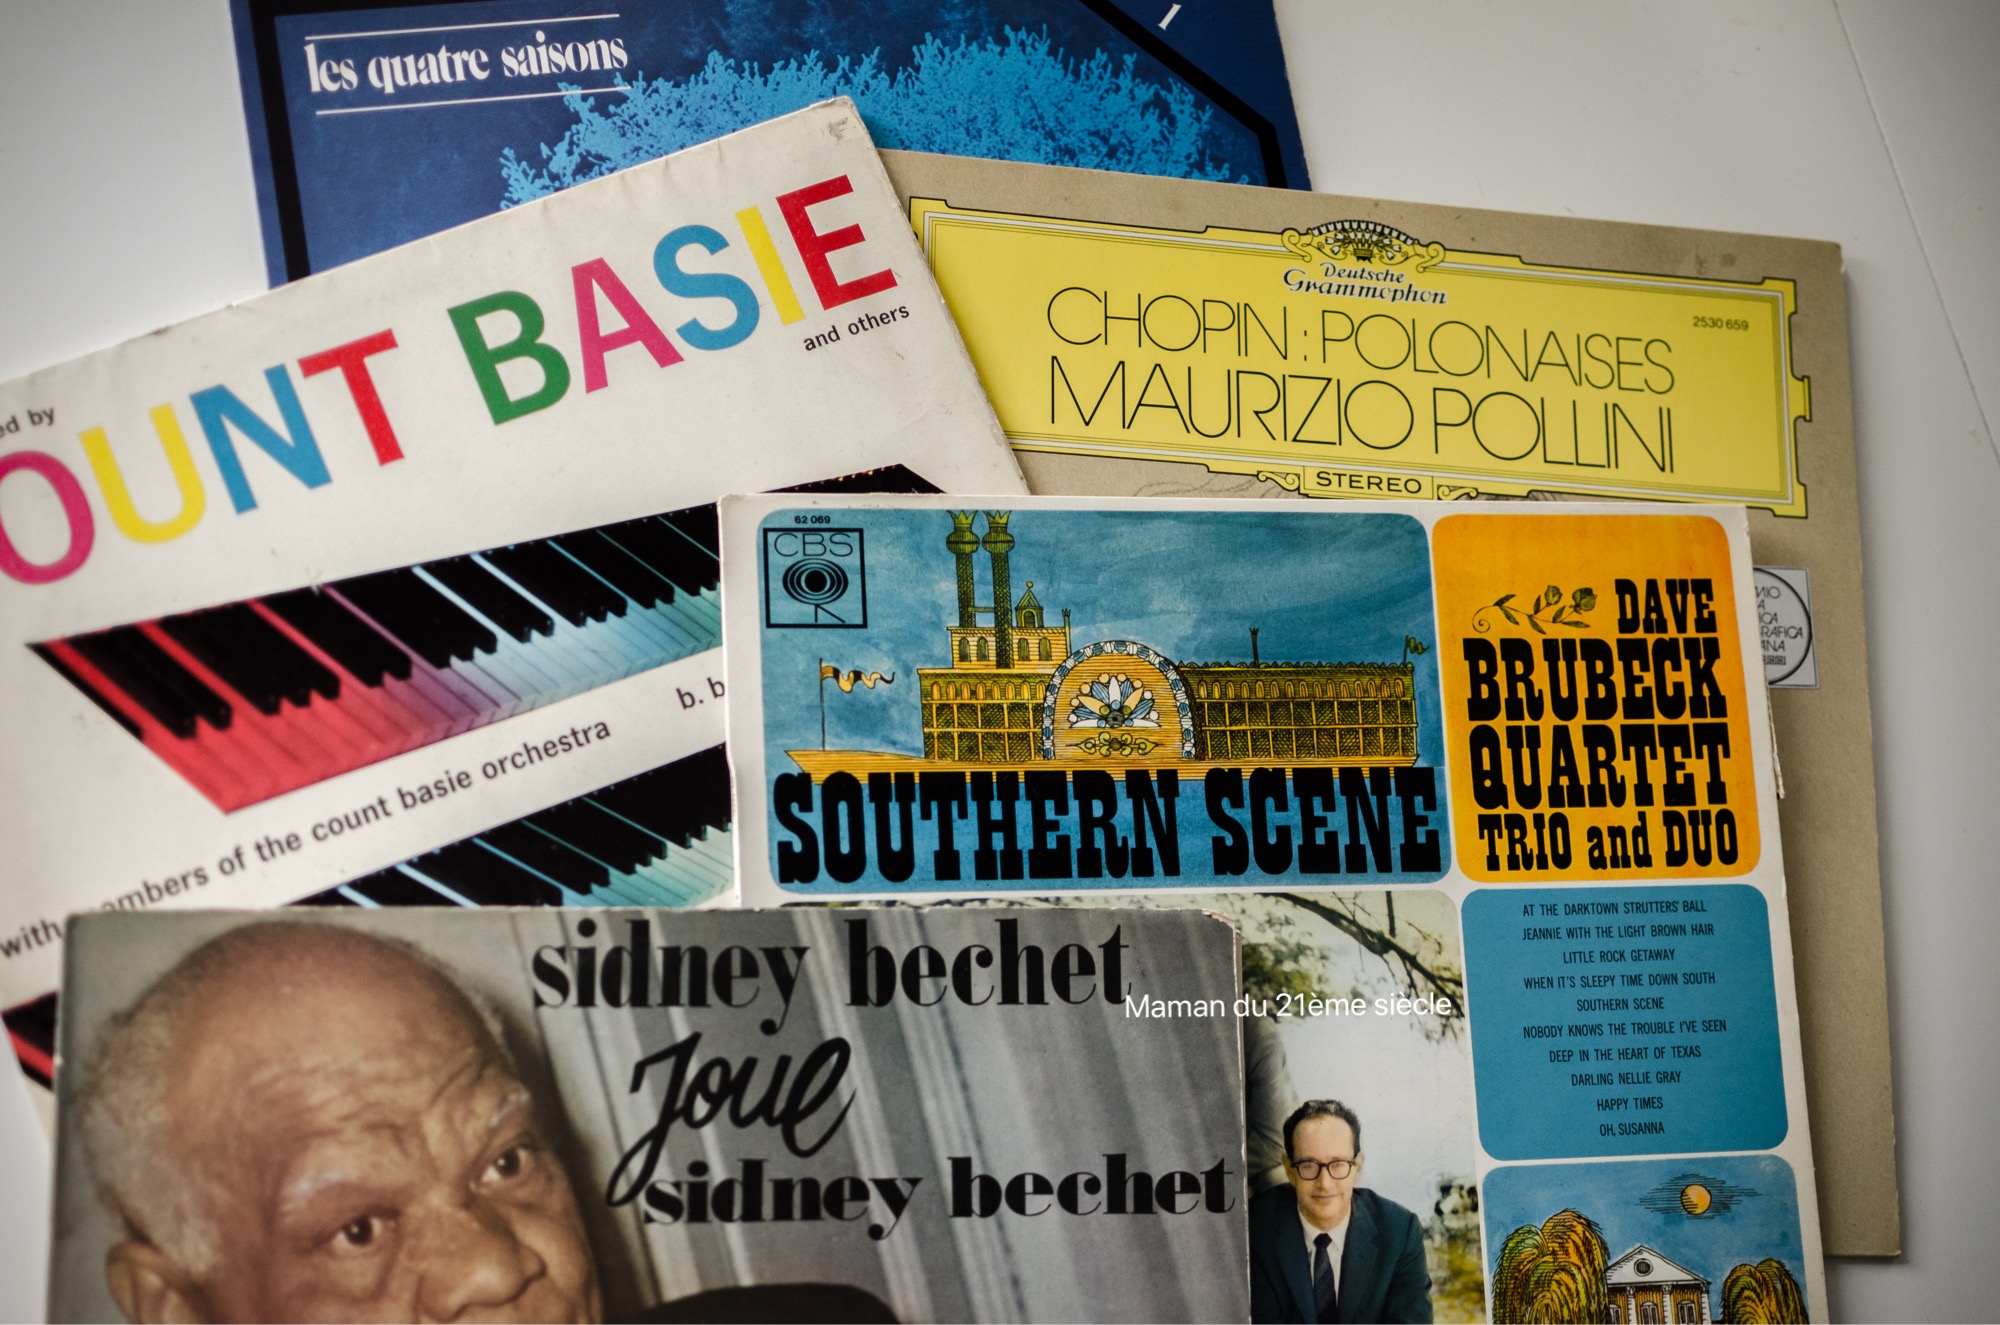 les quatre saisons
1
ed by
OUNT BASIE
and others
with members of the count basie orchestra
b. b
Deutsche
Grammophon
CHOPIN : POLONAISES
MAURIZIO POLLINI
2530 659
STEREO
62 069
CBS
SOUTHERN SCENE
DAVE
BRUBECK
QUARTET
TRIO and DUO
AT THE DARKTOWN STRUTTERS' BALL
JEANNIE WITH THE LIGHT BROWN HAIR
LITTLE ROCK GETAWAY
WHEN IT'S SLEEPY TIME DOWN SOUTH
SOUTHERN SCENE
NOBODY KNOWS THE TROUBLE I'VE SEEN
DEEP IN THE HEART OF TEXAS
DARLING NELLIE GRAY
HAPPY TIMES
OH, SUSANNA
sidney bechet
Joue
sidney bechet
Maman du 21ème siècle